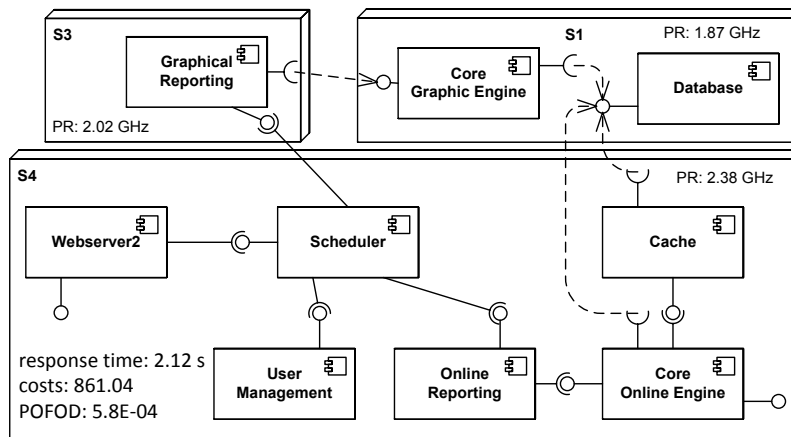 S3
S1
PR: 1.87 GHz
Graphical
Reporting
Core
Graphic Engine
Database
PR: 2.02 GHz
S4
PR: 2.38 GHz
Webserver2
Scheduler
Cache
response time: 2.12 s
costs: 861.04
POFOD: 5.8E-04
User
Management
Online
Reporting
Core
Online Engine